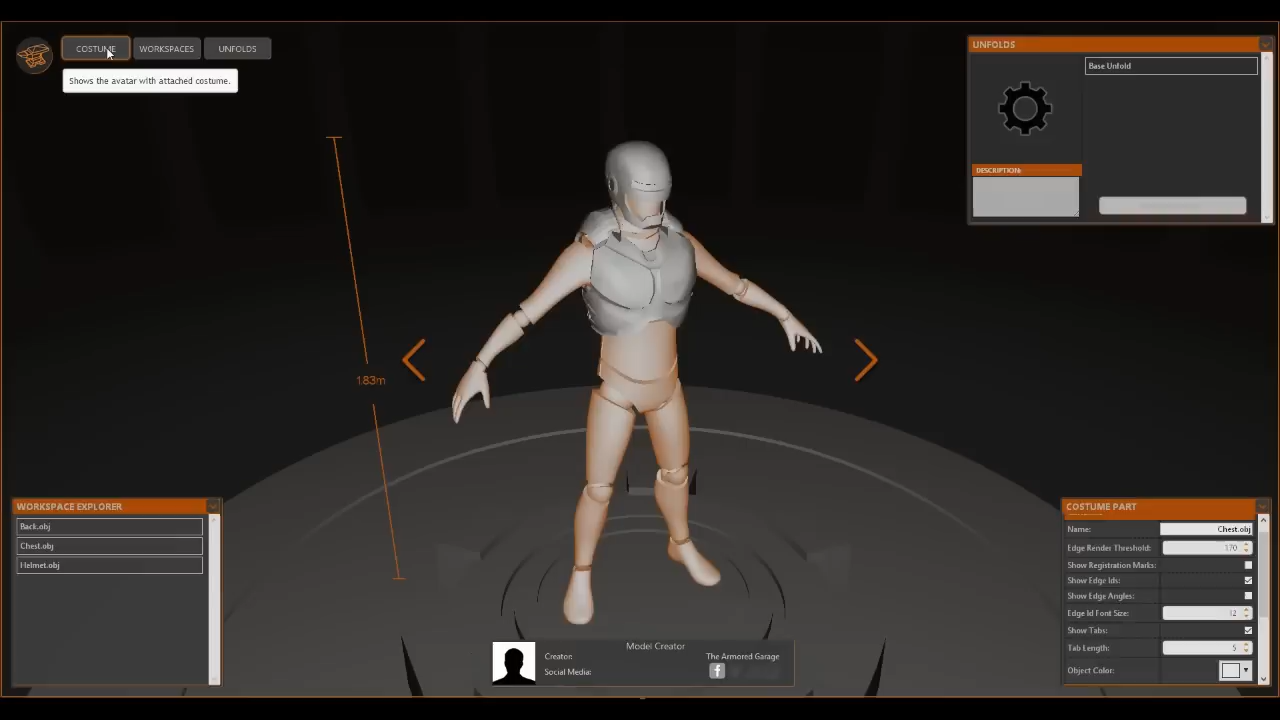 COSTUME
WORKSPACES
UNFOLDS
Shows the avatar with attached costume.
UNFOLDS
Base Unfold
DESCRIPTION:
1.83m
WORKSPACE EXPLORER
Back.obj
Chest.obj
Helmet.obj
COSTUME PART
Name: Chest.obj
Edge Render Threshold: 170
Show Registration Marks:
Show Edge Ids:
Show Edge Angles:
Edge Id Font Size: 12
Show Tabs:
Tab Length: 5
Object Color:
Model Creator
Creator: The Armored Garage
Social Media: